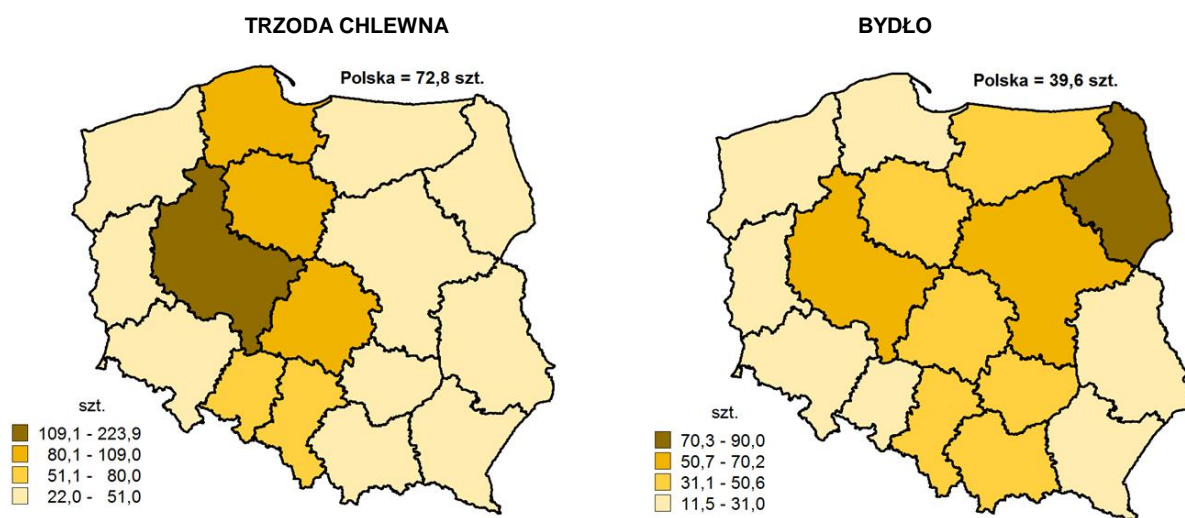 TRZODA CHLEWNA
Polska = 72,8 szt.
szt.
109,1 - 223,9
80,1 - 109,0
51,1 - 80,0
22,0 - 51,0
BYDŁO
Polska = 39,6 szt.
szt.
70,3 - 90,0
50,7 - 70,2
31,1 - 50,6
11,5 - 31,0